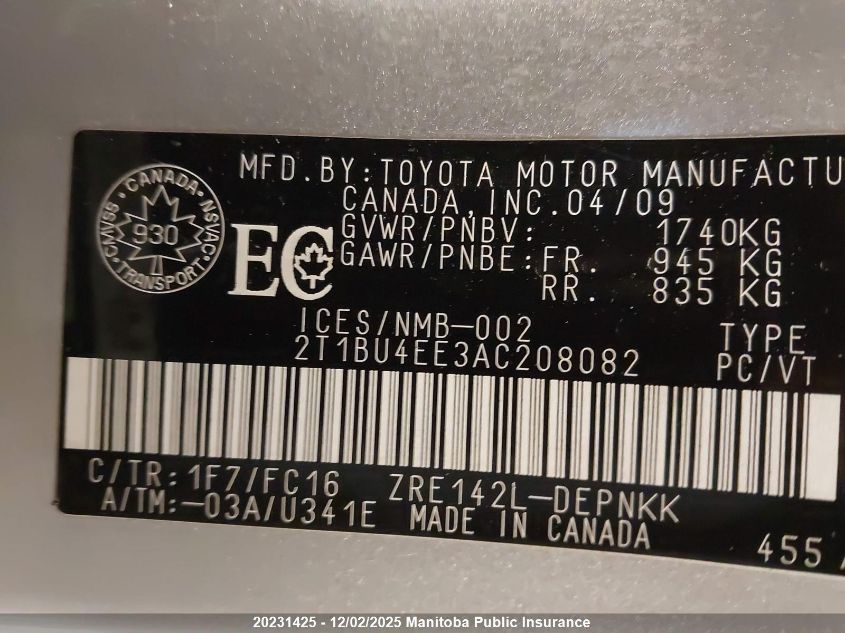 MFD.BY:TOYOTA MOTOR MANUFACTU
CANADA, INC.04/09
GVWR/PNBV: 1740KG
GAWR/PNBE:FR. 945 KG
RR. 835 KG
CANADA NSVAC TRANSPORT CMVSS
930
EC
ICES/NMB-002 TYPE
2T1BU4EE3AC208082 PC/VT
C/TR: 1F7/FC16 ZRE142L-DEPNKK
A/TM:-03A/U341E MADE IN CANADA 455
20231425 - 12/02/2025 Manitoba Public Insurance